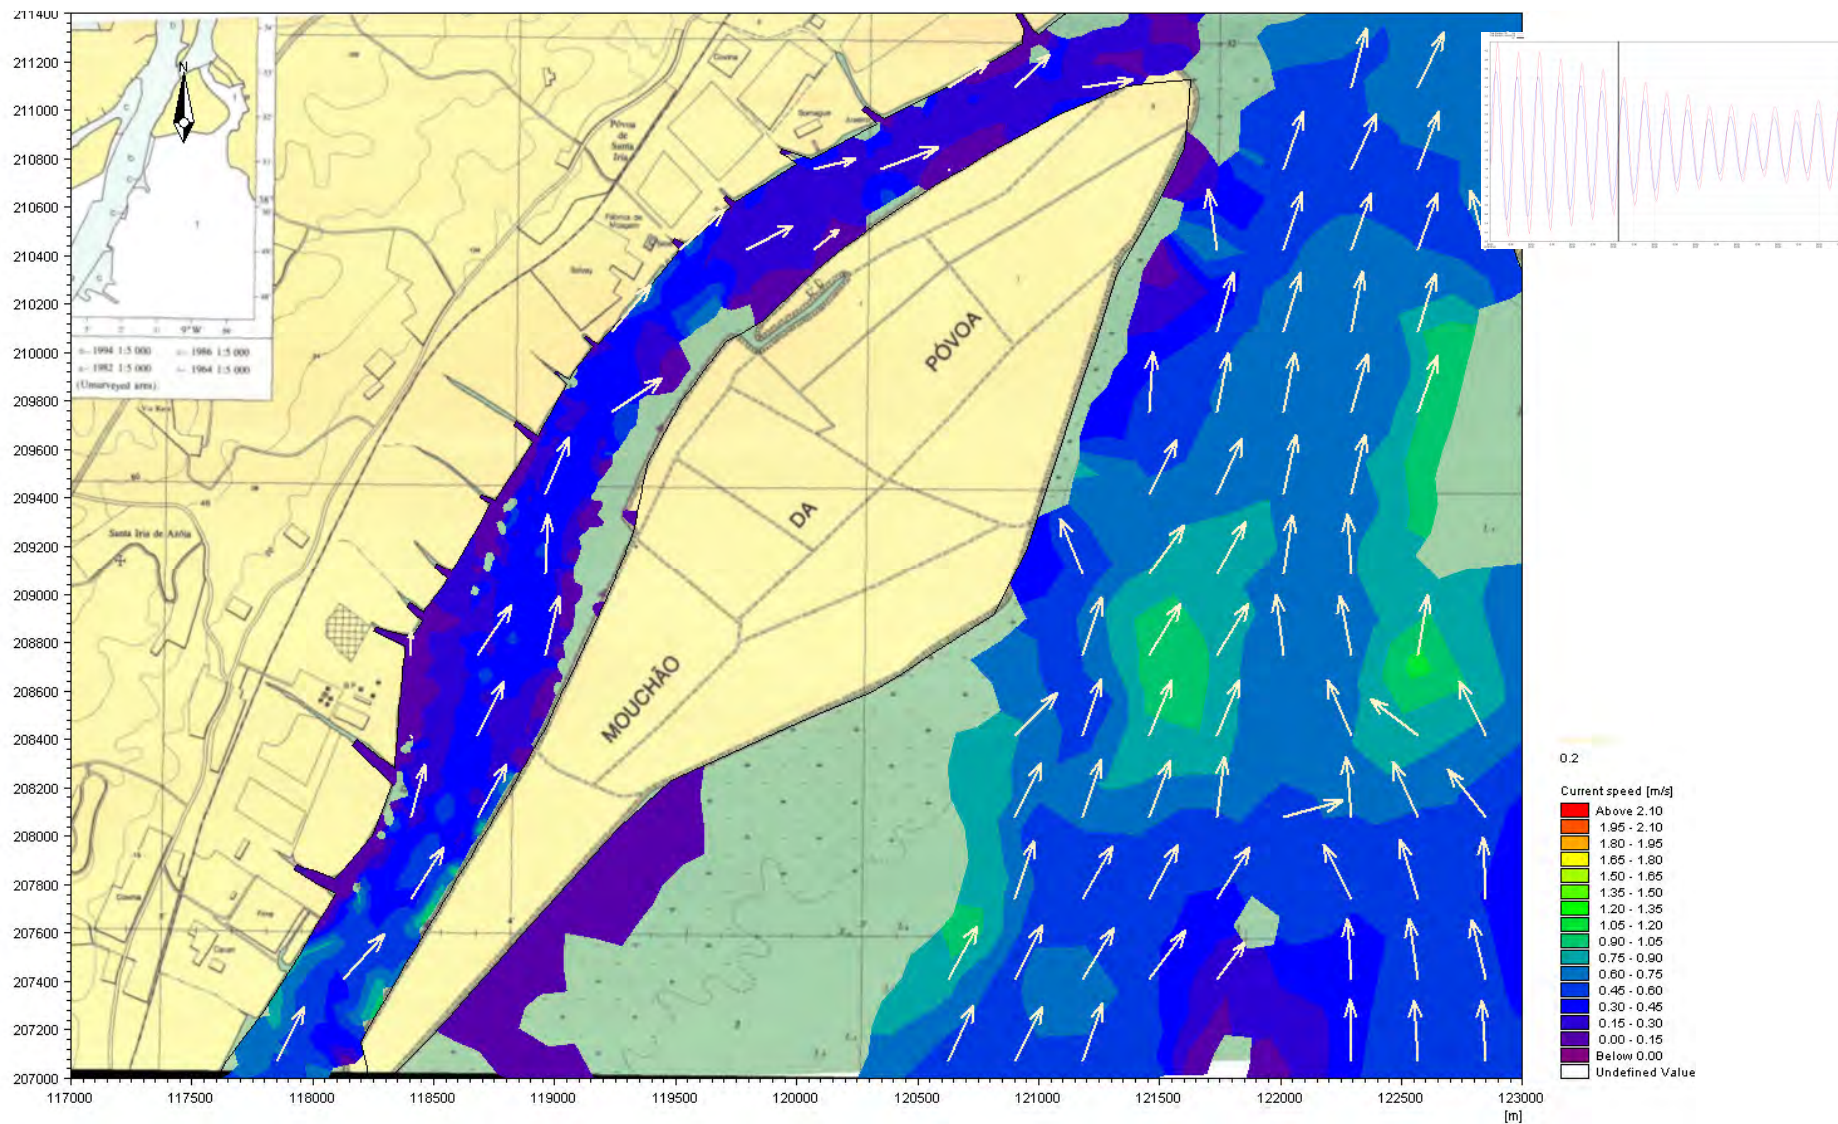 211400
211200
211000
210800
210600
210400
210200
210000
209800
209600
209400
209200
209000
208800
208600
208400
208200
208000
207800
207600
207400
207200
207000
117000
117500
118000
118500
119000
119500
120000
120500
121000
121500
122000
122500
123000
[m]
N
1994 1:5 000
1986 1:5 000
1982 1:5 000
1964 1:5 000
(Unsurveyed area)
Póvoa
de
Santa
Iria
Santa Iria de Azóia
PÓVOA
DA
MOUCHÃO
0.2
Current speed [m/s]
Above 2.10
1.95 - 2.10
1.80 - 1.95
1.65 - 1.80
1.50 - 1.65
1.35 - 1.50
1.20 - 1.35
1.05 - 1.20
0.90 - 1.05
0.75 - 0.90
0.60 - 0.75
0.45 - 0.60
0.30 - 0.45
0.15 - 0.30
0.00 - 0.15
Below 0.00
Undefined Value